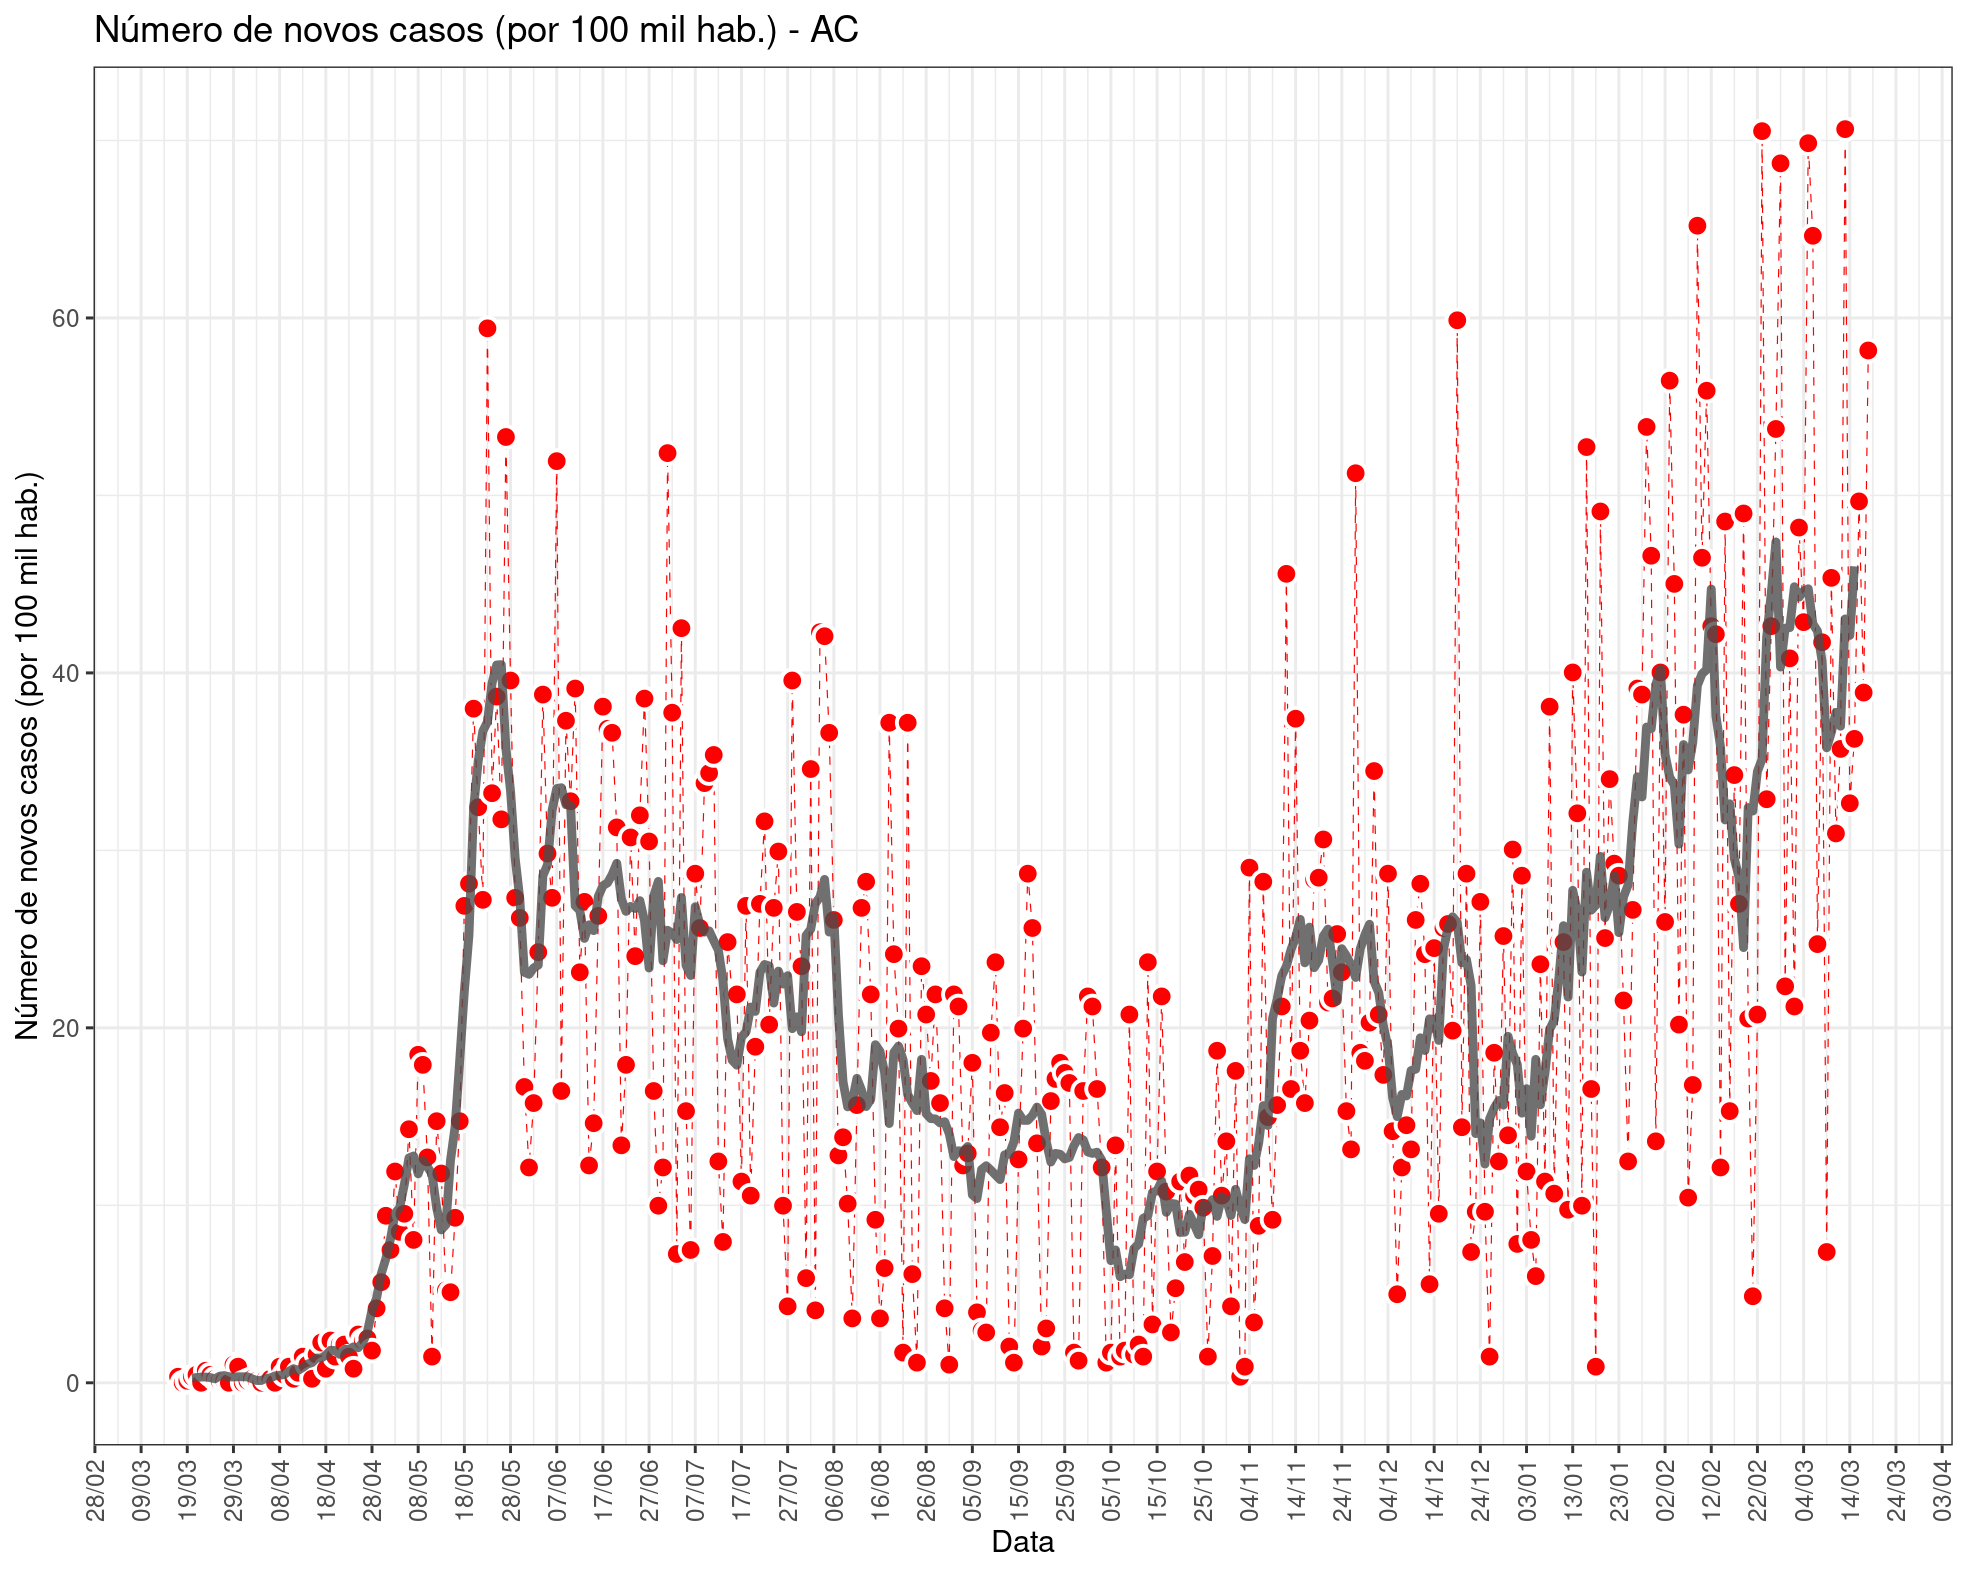 Número de novos casos (por 100 mil hab.) - AC
Número de novos casos (por 100 mil hab.)
60
40
20
0
28/02 09/03 19/03 29/03 08/04 18/04 28/04 08/05 18/05 28/05 07/06 17/06 27/06 07/07 17/07 27/07 06/08 16/08 26/08 05/09 15/09 25/09 05/10 15/10 25/10 04/11 14/11 24/11 04/12 14/12 24/12 03/01 13/01 23/01 02/02 12/02 22/02 04/03 14/03 24/03 03/04
Data